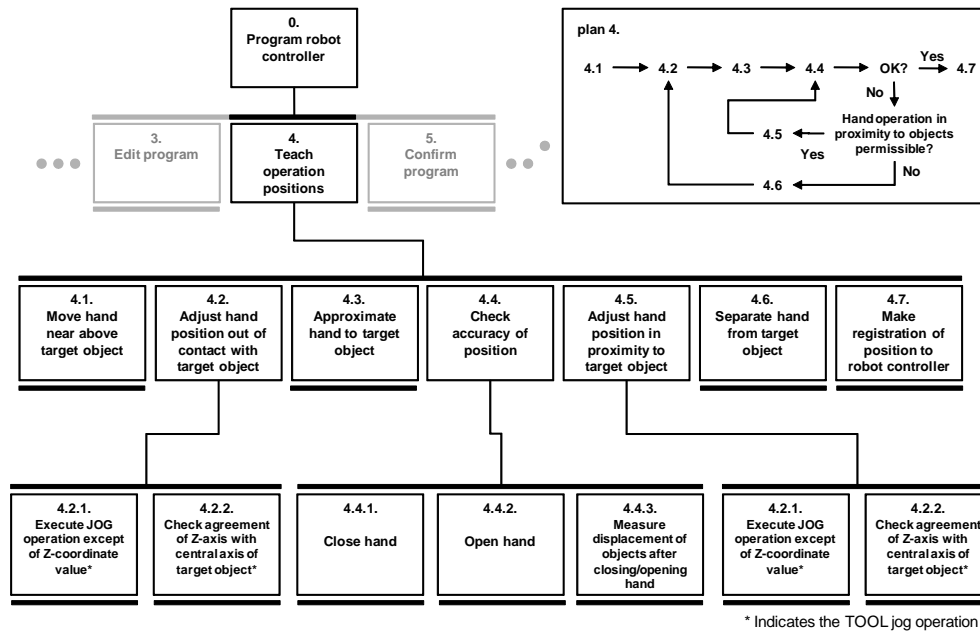 0.
Program robot
controller
3.
Edit program
4.
Teach
operation
positions
5.
Confirm
program
plan 4.
4.1
4.2
4.3
4.4
OK?
Yes
4.7
No
Hand operation in
proximity to objects
permissible?
4.5
Yes
No
4.6
4.1.
Move hand
near above
target object
4.2.
Adjust hand
position out of
contact with
target object
4.3.
Approximate
hand to target
object
4.4.
Check
accuracy of
position
4.5.
Adjust hand
position in
proximity to
target object
4.6.
Separate hand
from target
object
4.7.
Make
registration of
position to
robot controller
4.2.1.
Execute JOG
operation except
of Z-coordinate
value*
4.2.2.
Check agreement
of Z-axis with
central axis of
target object*
4.4.1.
Close hand
4.4.2.
Open hand
4.4.3.
Measure
displacement of
objects after
closing/opening
hand
4.2.1.
Execute JOG
operation except
of Z-coordinate
value*
4.2.2.
Check agreement
of Z-axis with
central axis of
target object*
* Indicates the TOOL jog operation